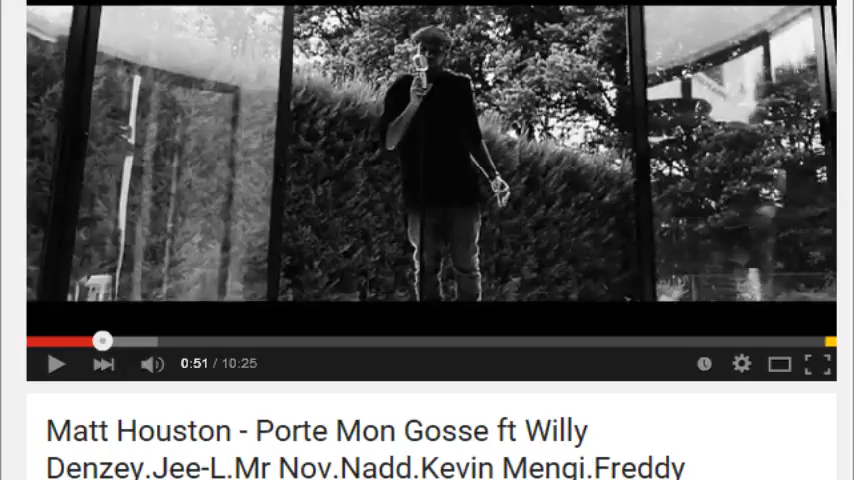 0:51 / 10:25
Matt Houston - Porte Mon Gosse ft Willy
Denzey.Jee-L.Mr Nov.Nadd.Kevin Mengi.Freddy